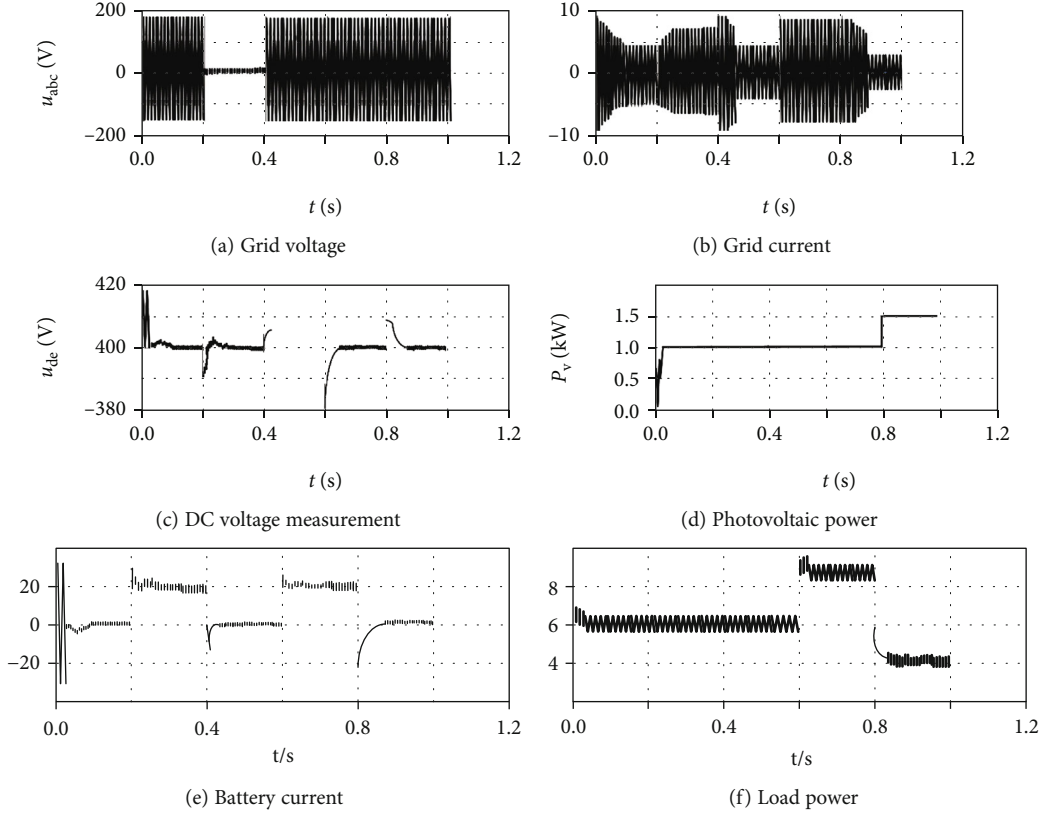 200
0
−200
u_abc (V)
0.0 0.4 0.8 1.2
t (s)
(a) Grid voltage
10
0
−10
0.0 0.4 0.8 1.2
t (s)
(b) Grid current
420
400
−380
u_de (V)
0.0 0.4 0.8 1.2
t (s)
(c) DC voltage measurement
1.5
1.0
0.5
0.0
P_v (kW)
0.0 0.4 0.8 1.2
t (s)
(d) Photovoltaic power
20
0
−20
0.0 0.4 0.8 1.2
t/s
(e) Battery current
8
6
4
0.0 0.4 0.8 1.2
t/s
(f) Load power